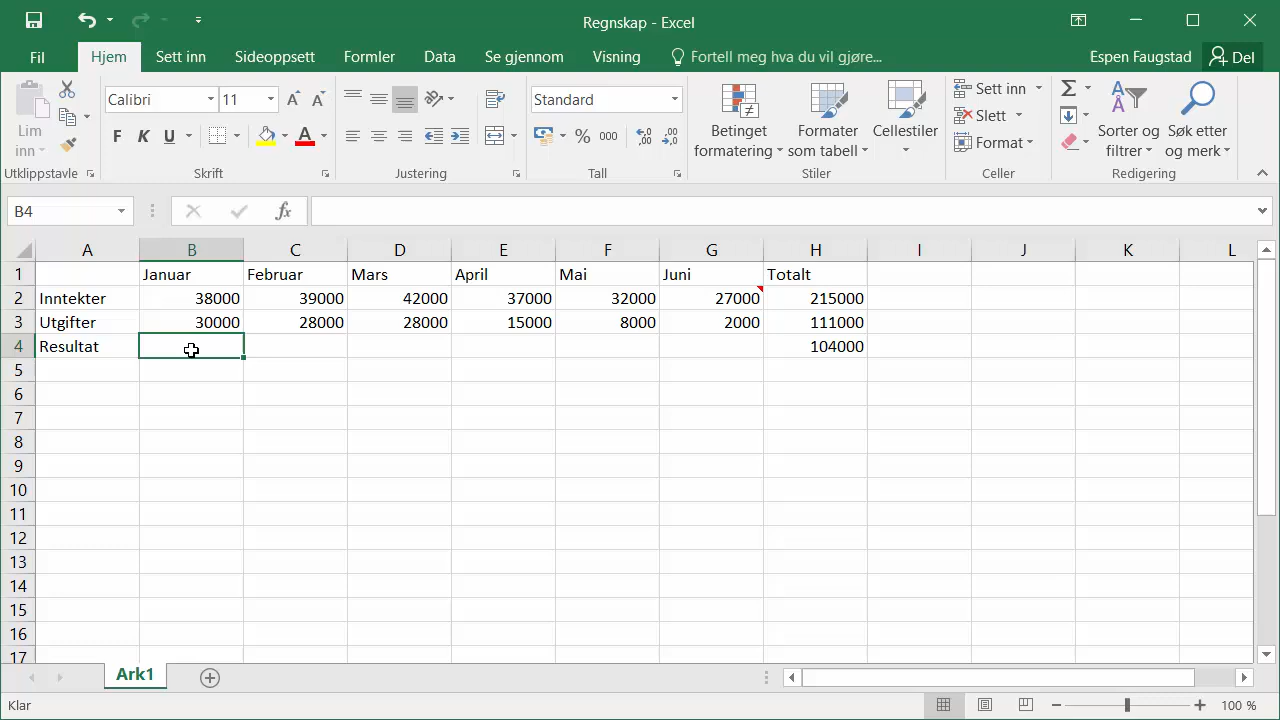 Regnskap - Excel
Fil Hjem Sett inn Sideoppsett Formler Data Se gjennom Visning Fortell meg hva du vil gjøre... Espen Faugstad Del
Lim inn
Calibri 11
F K U A
Standard
% 000
Betinget formatering
Formater som tabell
Cellestiler
Sett inn
Slett
Format
Sorter og filtrer
Søk etter og merk
Utklippstavle Skrift Justering Tall Stiler Celler Redigering
B4 fx
A B C D E F G H I J K L
1 Januar Februar Mars April Mai Juni Totalt
2 Inntekter 38000 39000 42000 37000 32000 27000 215000
3 Utgifter 30000 28000 28000 15000 8000 2000 111000
4 Resultat 104000
5
6
7
8
9
10
11
12
13
14
15
16
17
Ark1
Klar 100 %